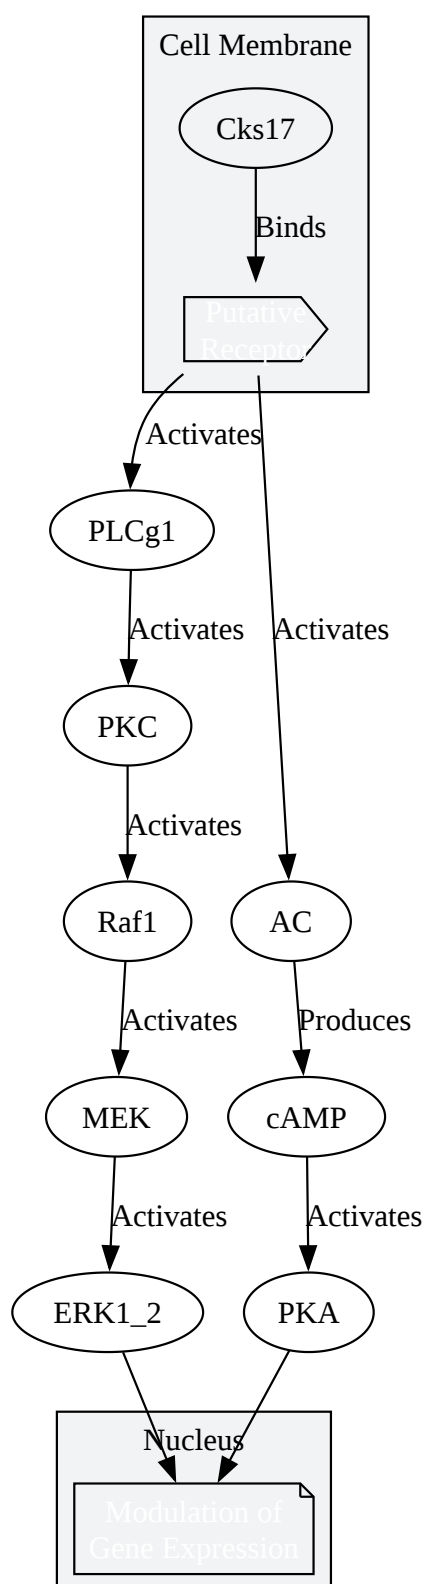 Cell Membrane
Cks17
Binds
Putative
Receptor
Activates
PLCg1
Activates
Activates
PKC
Activates
Raf1
AC
Activates
Produces
MEK
cAMP
Activates
Activates
ERK1_2
PKA
Nucleus
Modulation of
Gene Expression